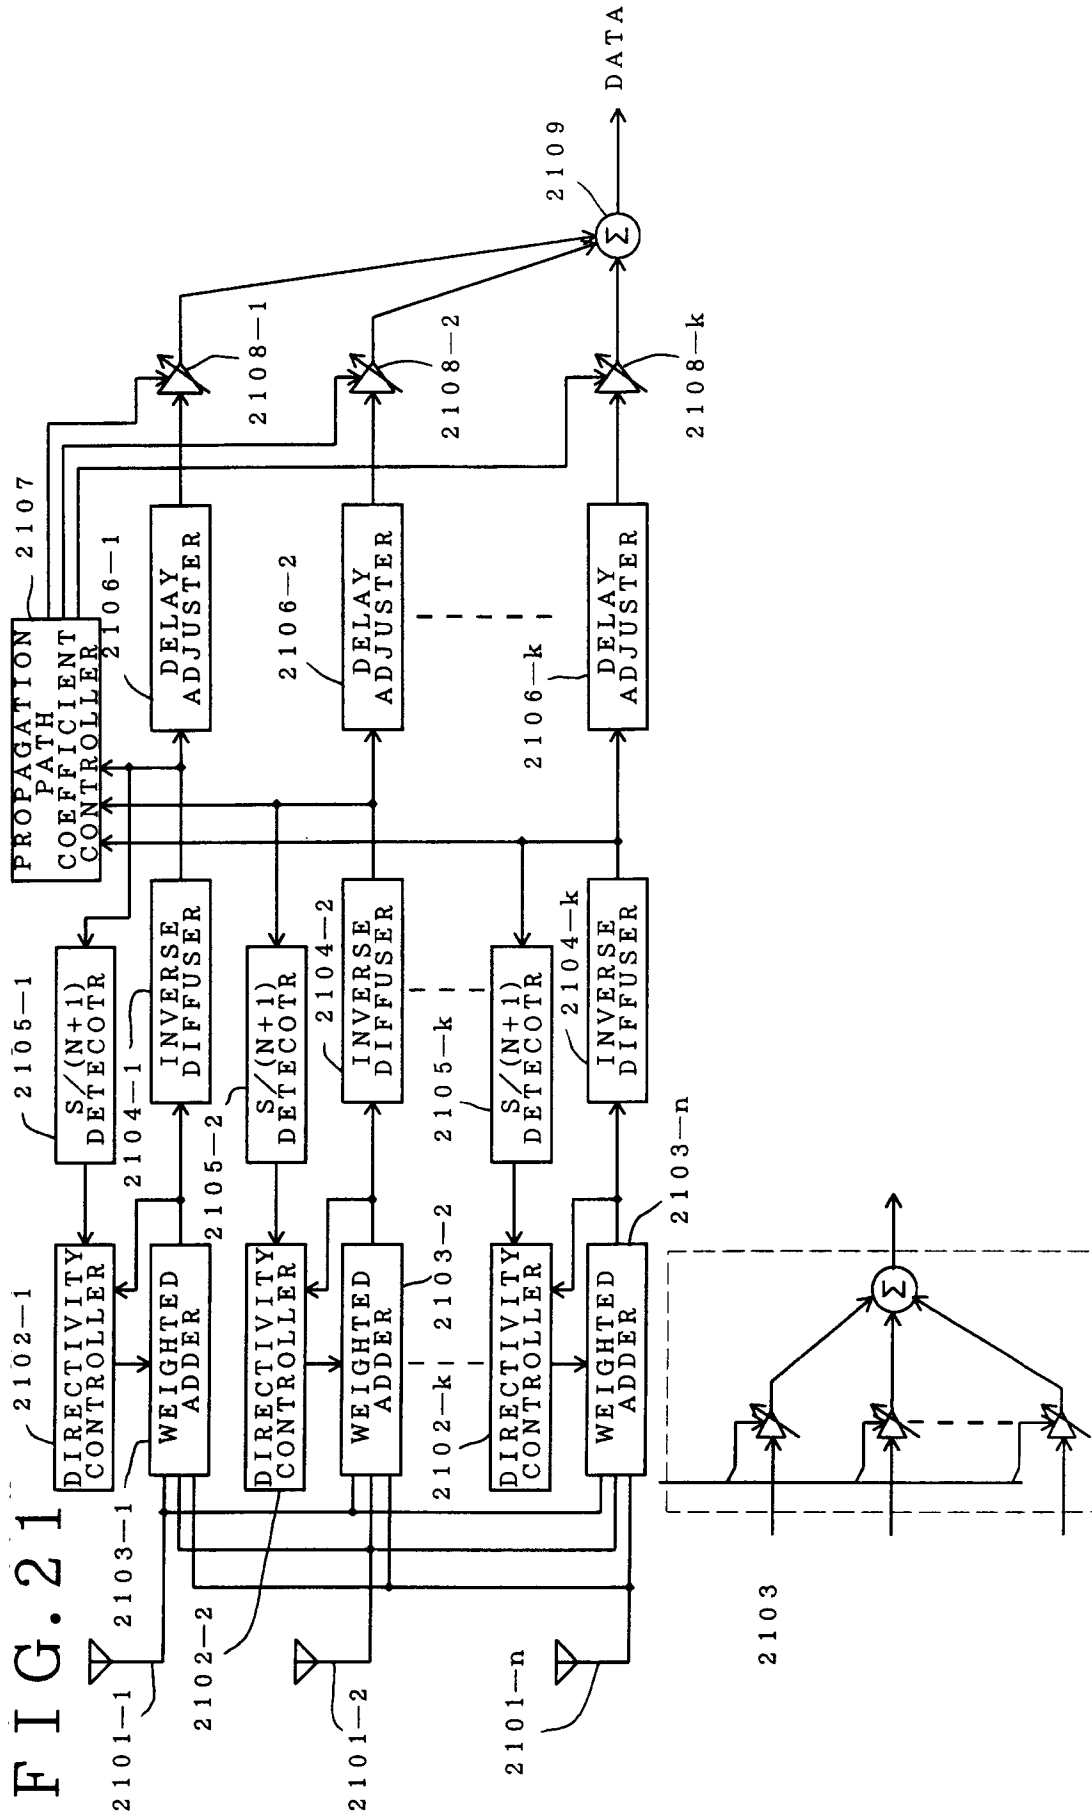 FIG.21
2101-1
2101-2
2101-n
2102-1
DIRECTIVITY
CONTROLLER
2103-1
WEIGHTED
ADDER
2102-2
DIRECTIVITY
CONTROLLER
2103-2
WEIGHTED
ADDER
2102-k
DIRECTIVITY
CONTROLLER
2103-n
WEIGHTED
ADDER
2105-1
S/(N+1)
DETECOTR
2104-1
INVERSE
DIFFUSER
2105-2
S/(N+1)
DETECOTR
2104-2
INVERSE
DIFFUSER
2105-k
S/(N+1)
DETECOTR
2104-k
INVERSE
DIFFUSER
2107
PROPAGATION
PATH
COEFFICIENT
CONTROLLER
2106-1
DELAY
ADJUSTER
2106-2
DELAY
ADJUSTER
2106-k
DELAY
ADJUSTER
2108-1
2108-2
2108-k
2109
Σ
DATA
2103
Σ